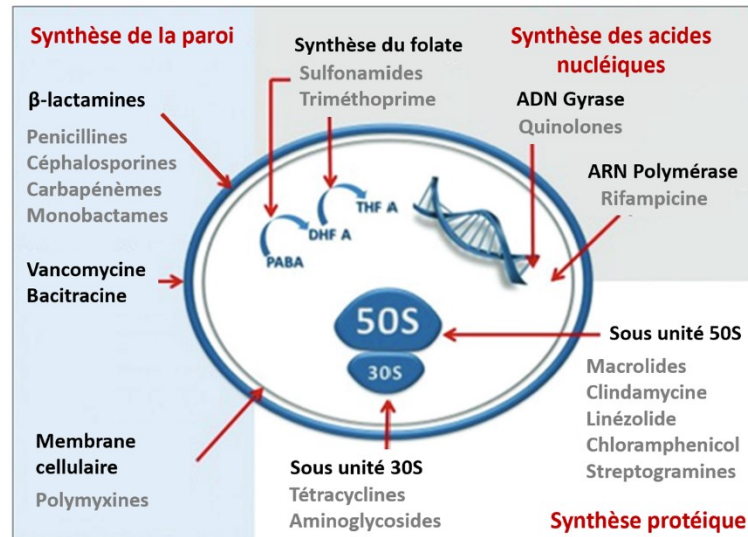 Synthèse de la paroi
β-lactamines
Penicillines
Céphalosporines
Carbapénèmes
Monobactames
Vancomycine
Bacitracine
Membrane
cellulaire
Polymyxines
Synthèse du folate
Sulfonamides
Triméthoprime
Synthèse des acides
nucléiques
ADN Gyrase
Quinolones
ARN Polymérase
Rifampicine
THF A
DHF A
PABA
50S
30S
Sous unité 50S
Macrolides
Clindamycine
Linézolide
Chloramphenicol
Streptogramines
Sous unité 30S
Tétracyclines
Aminoglycosides
Synthèse protéique